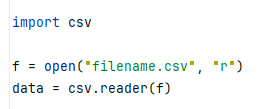 import csv
f = open("filename.csv", "r")
data = csv.reader(f)